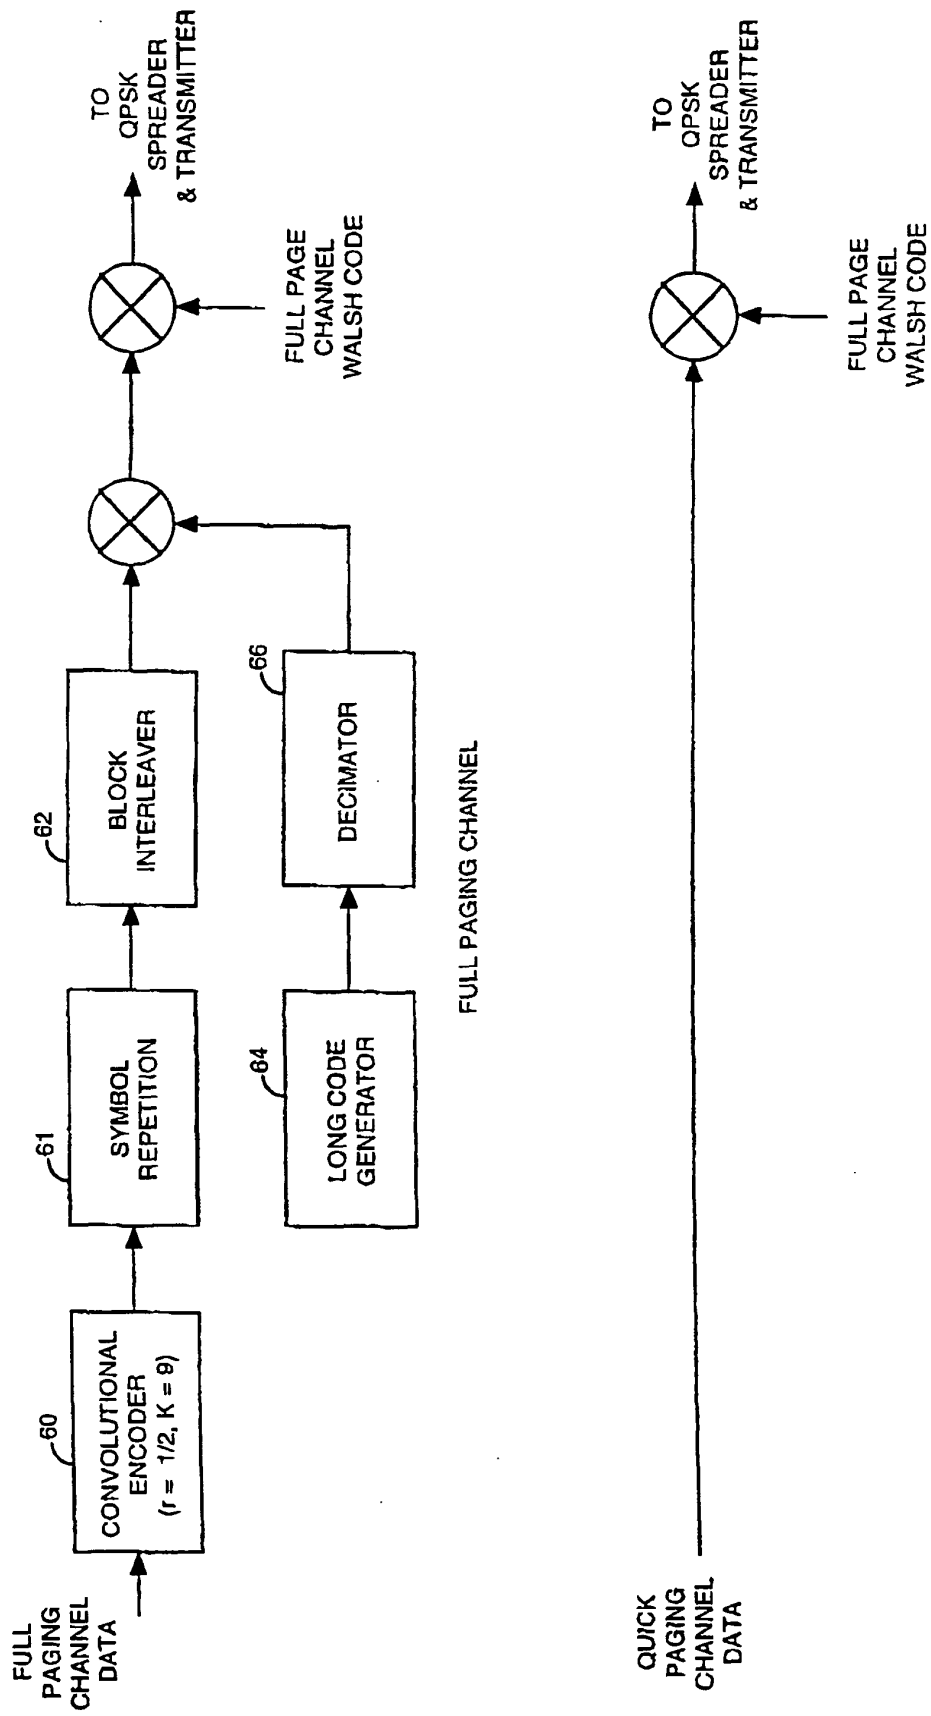 FULL
PAGING
CHANNEL
DATA
60
CONVOLUTIONAL
ENCODER
(r = 1/2, K = 9)
61
SYMBOL
REPETITION
62
BLOCK
INTERLEAVER
64
LONG CODE
GENERATOR
66
DECIMATOR
FULL PAGE
CHANNEL
WALSH CODE
TO
QPSK
SPREADER
& TRANSMITTER
FULL PAGING CHANNEL
QUICK
PAGING
CHANNEL
DATA
FULL PAGE
CHANNEL
WALSH CODE
TO
QPSK
SPREADER
& TRANSMITTER